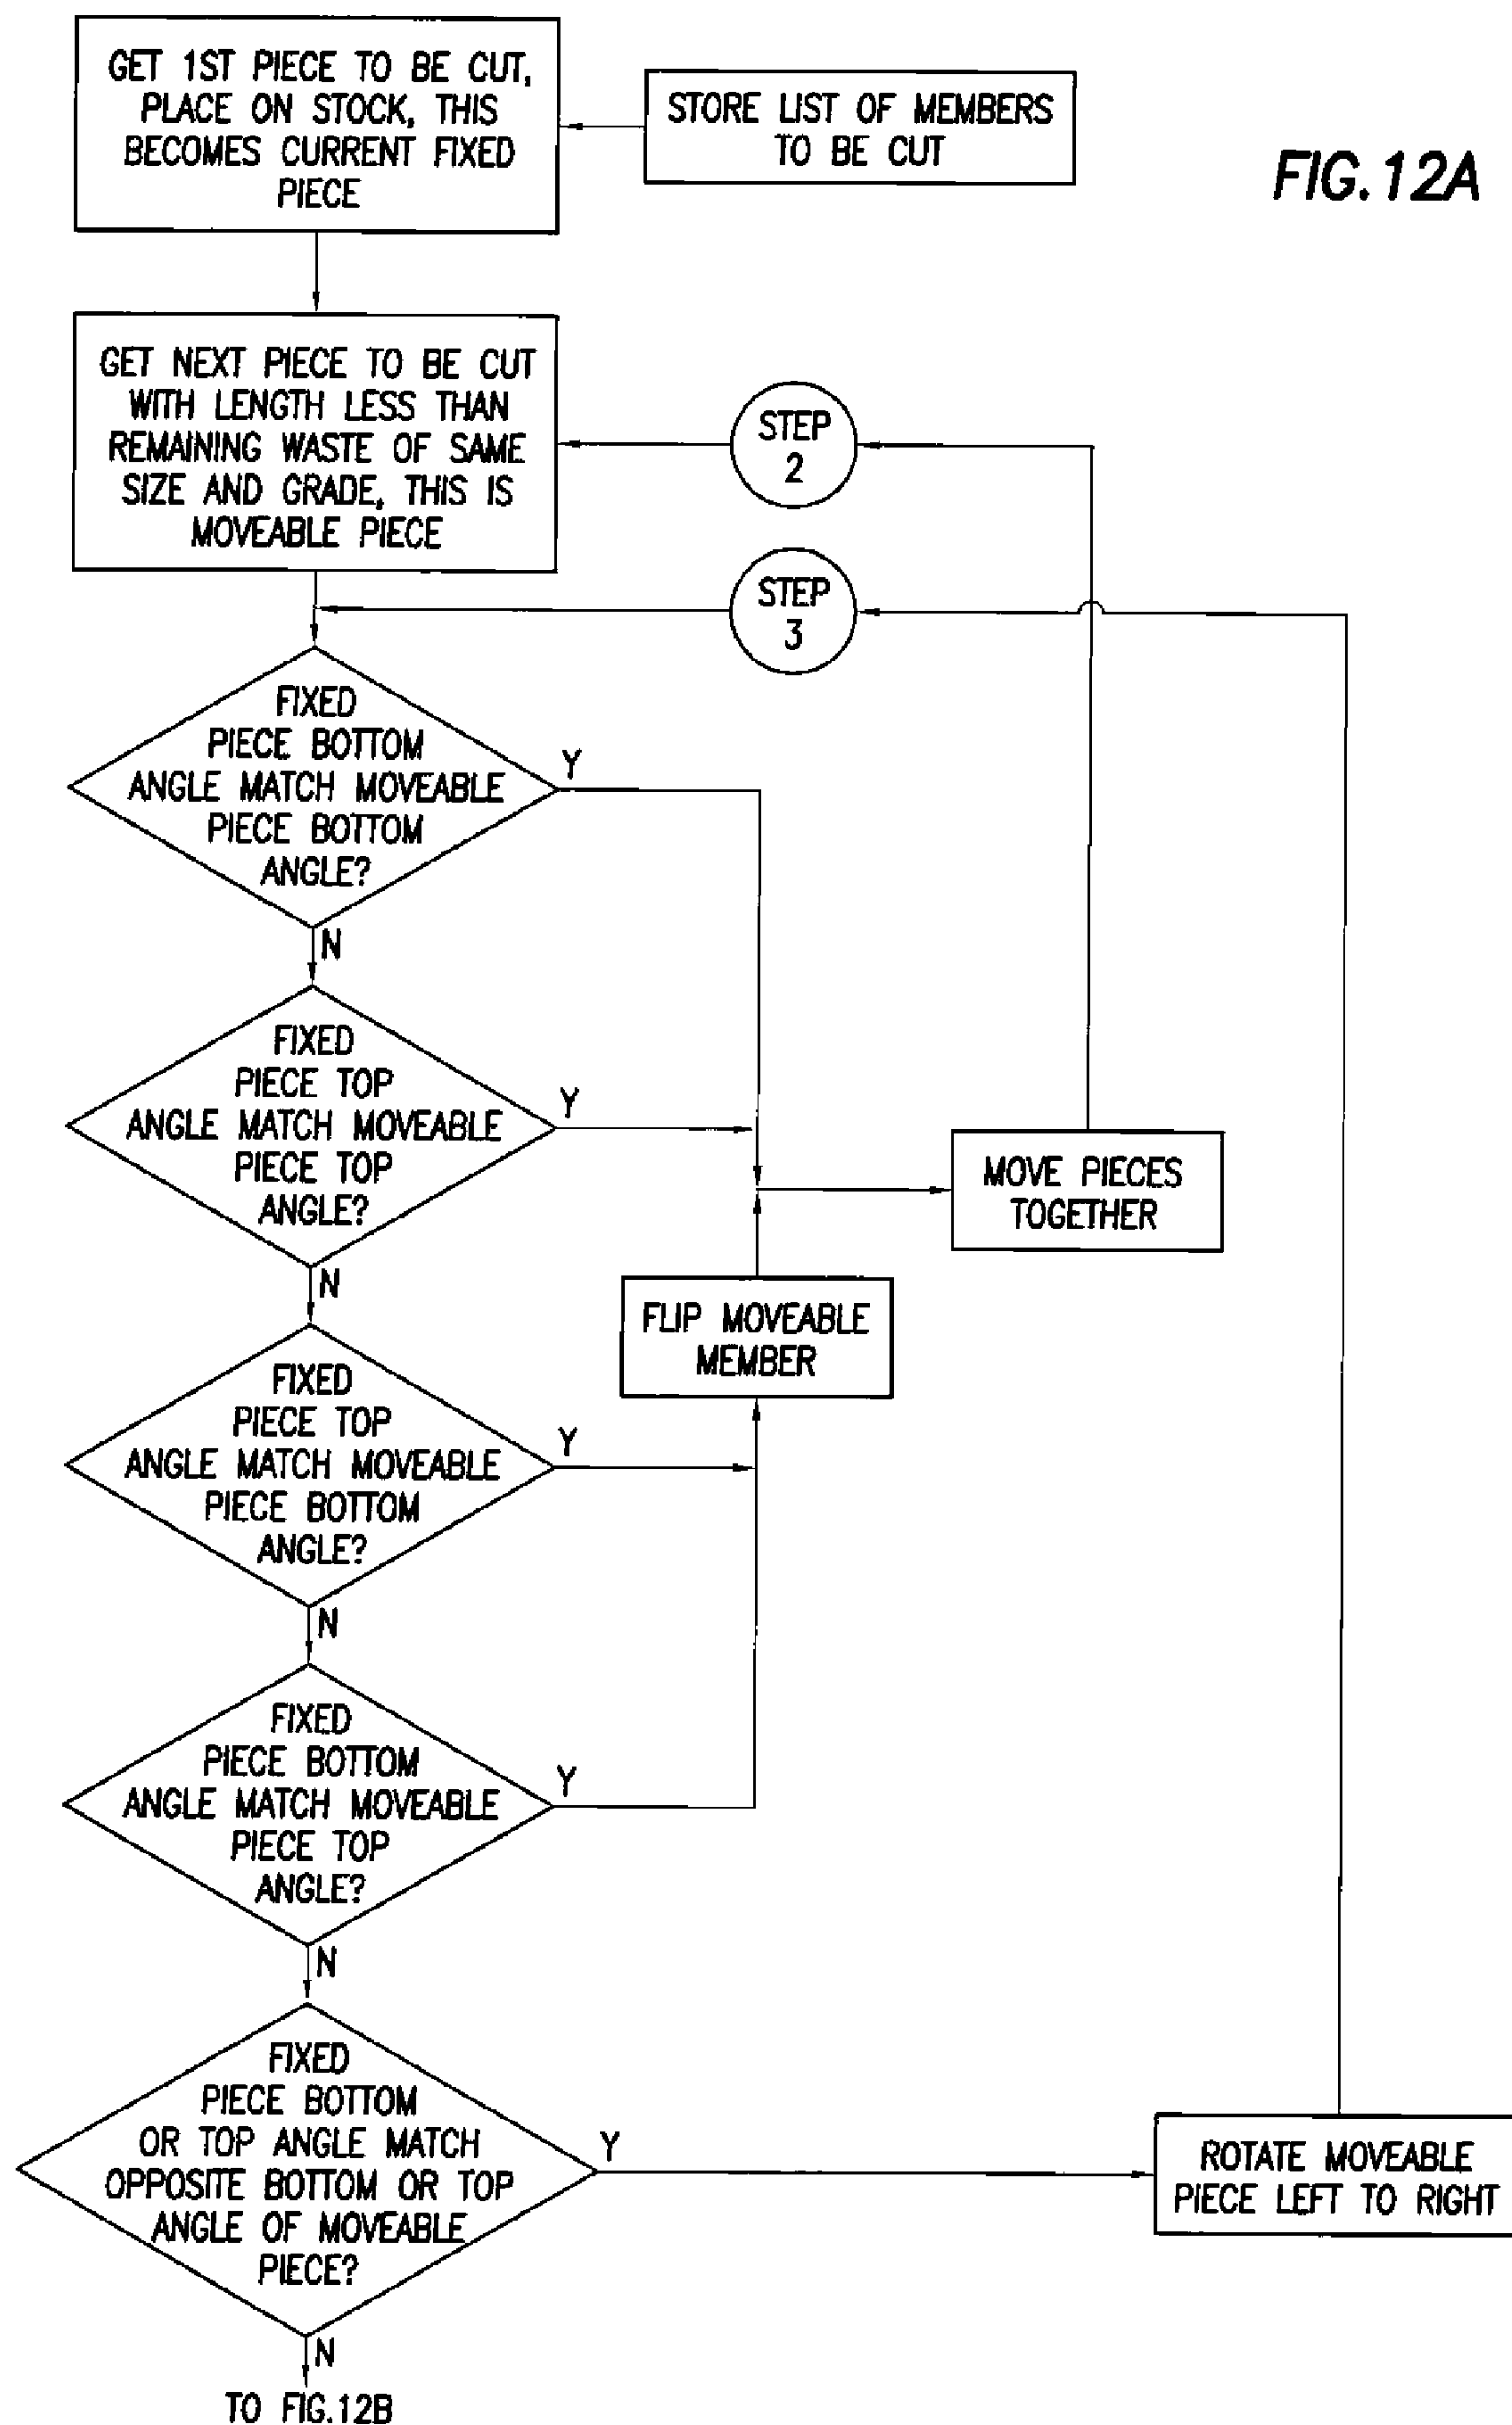 GET 1ST PIECE TO BE CUT,
PLACE ON STOCK, THIS
BECOMES CURRENT FIXED
PIECE
STORE LIST OF MEMBERS
TO BE CUT
FIG.12A
GET NEXT PIECE TO BE CUT
WITH LENGTH LESS THAN
REMAINING WASTE OF SAME
SIZE AND GRADE, THIS IS
MOVEABLE PIECE
STEP
2
STEP
3
FIXED
PIECE BOTTOM
ANGLE MATCH MOVEABLE
PIECE BOTTOM
ANGLE?
Y
N
FIXED
PIECE TOP
ANGLE MATCH MOVEABLE
PIECE TOP
ANGLE?
Y
N
MOVE PIECES
TOGETHER
FLIP MOVEABLE
MEMBER
FIXED
PIECE TOP
ANGLE MATCH MOVEABLE
PIECE BOTTOM
ANGLE?
Y
N
FIXED
PIECE BOTTOM
ANGLE MATCH MOVEABLE
PIECE TOP
ANGLE?
Y
N
FIXED
PIECE BOTTOM
OR TOP ANGLE MATCH
OPPOSITE BOTTOM OR TOP
ANGLE OF MOVEABLE
PIECE?
Y
N
ROTATE MOVEABLE
PIECE LEFT TO RIGHT
TO FIG.12B